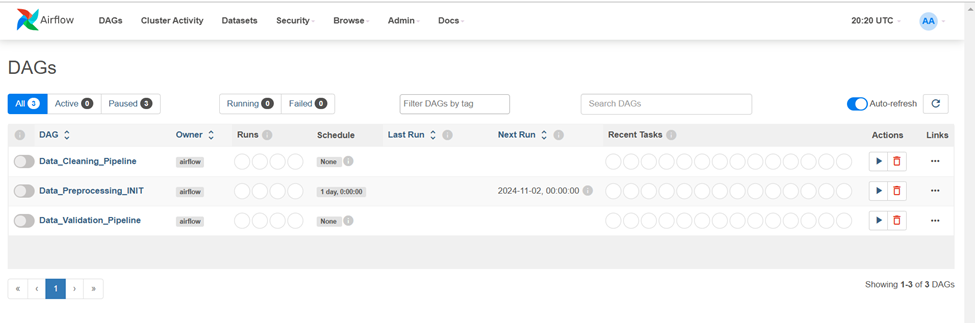 Airflow DAGs Cluster Activity Datasets Security Browse Admin Docs 20:20 UTC AA
DAGs
All 3 Active 0 Paused 3 Running 0 Failed 0 Filter DAGs by tag Search DAGs Auto-refresh
i DAG Owner Runs i Schedule Last Run i Next Run i Recent Tasks i Actions Links
Data_Cleaning_Pipeline airflow None i ...
Data_Preprocessing_INIT airflow 1 day, 0:00:00 2024-11-02, 00:00:00 i ...
Data_Validation_Pipeline airflow None i ...
« ‹ 1 › » Showing 1-3 of 3 DAGs